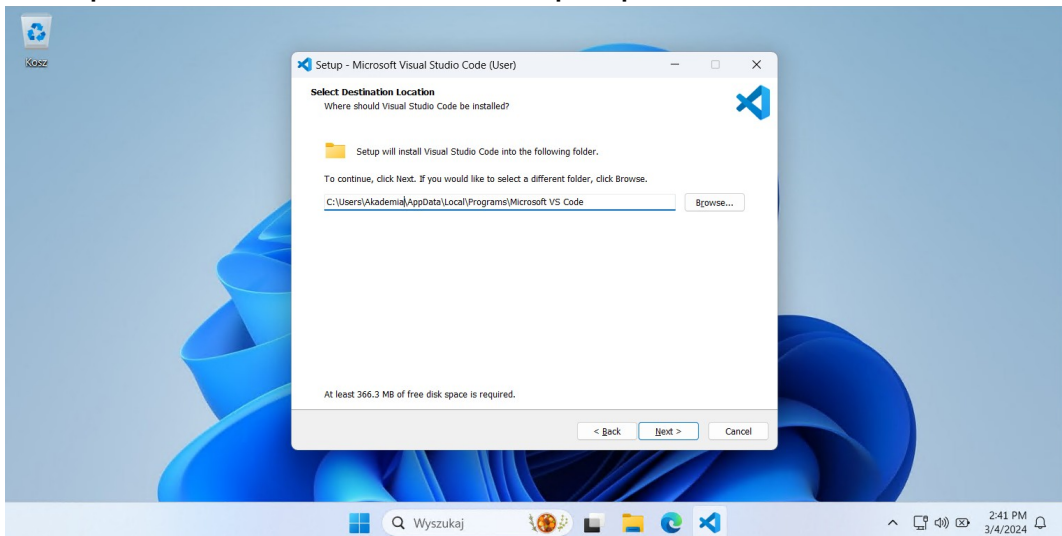 Kosz
Setup - Microsoft Visual Studio Code (User)
Select Destination Location
Where should Visual Studio Code be installed?
Setup will install Visual Studio Code into the following folder.
To continue, click Next. If you would like to select a different folder, click Browse.
C:\Users\Akademia\AppData\Local\Programs\Microsoft VS Code
Browse...
At least 366.3 MB of free disk space is required.
< Back Next > Cancel
Wyszukaj
2:41 PM
3/4/2024